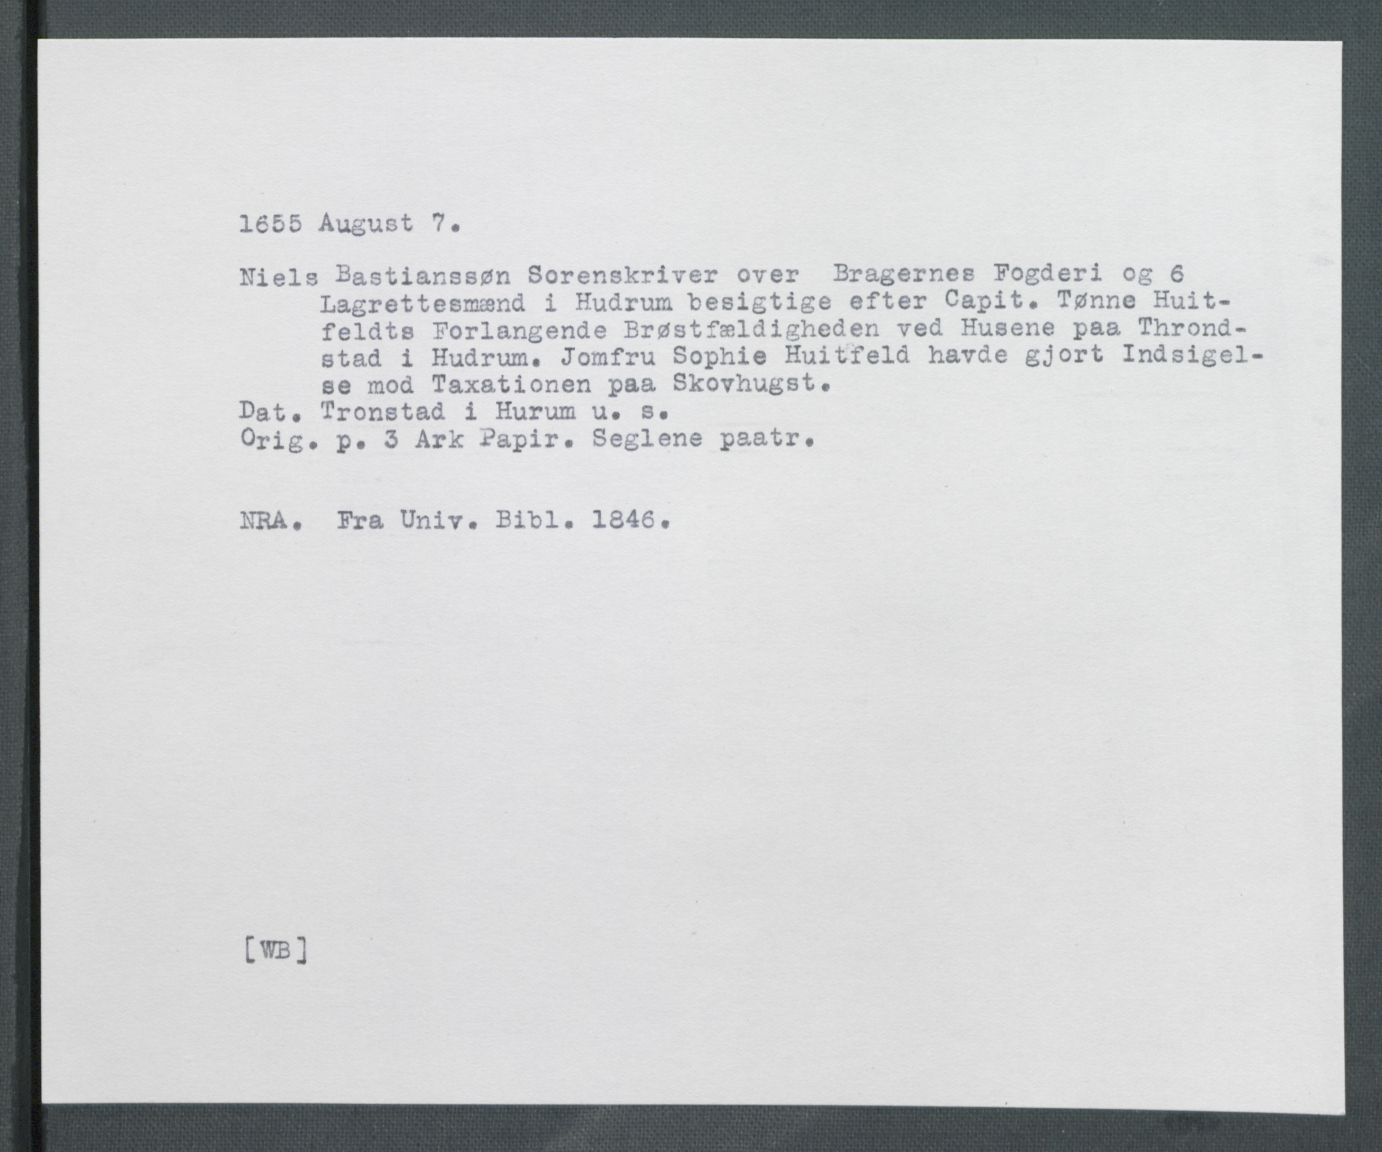 1655 August 7.
Niels Bastianssøn Sorenskriver over Bragernes Fogderi og 6
Lagrettesmænd i Hudrum besigtige efter Capit. Tønne Huit-
feldts Forlangende Brøstfældigheden ved Husene paa Thrond-
stad i Hudrum. Jomfru Sophie Huitfeld havde gjort Indsigel-
se mod Taxationen paa Skovhugst.
Dat. Tronstad i Hurum u. s.
Orig. p. 3 Ark Papir. Seglene paatr.
NRA. Fra Univ. Bibl. 1846.
[WB]